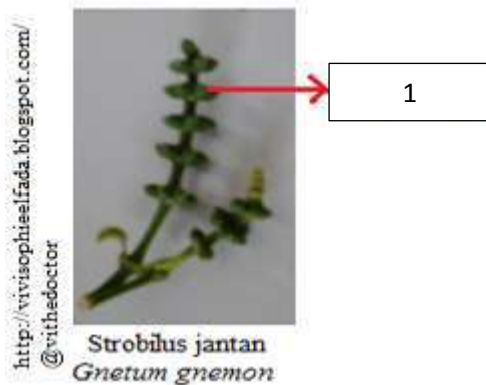 http://vivisophieelfada.blogspot.com/
@vithedoctor
1
Strobilus jantan
Gnetum gnemon